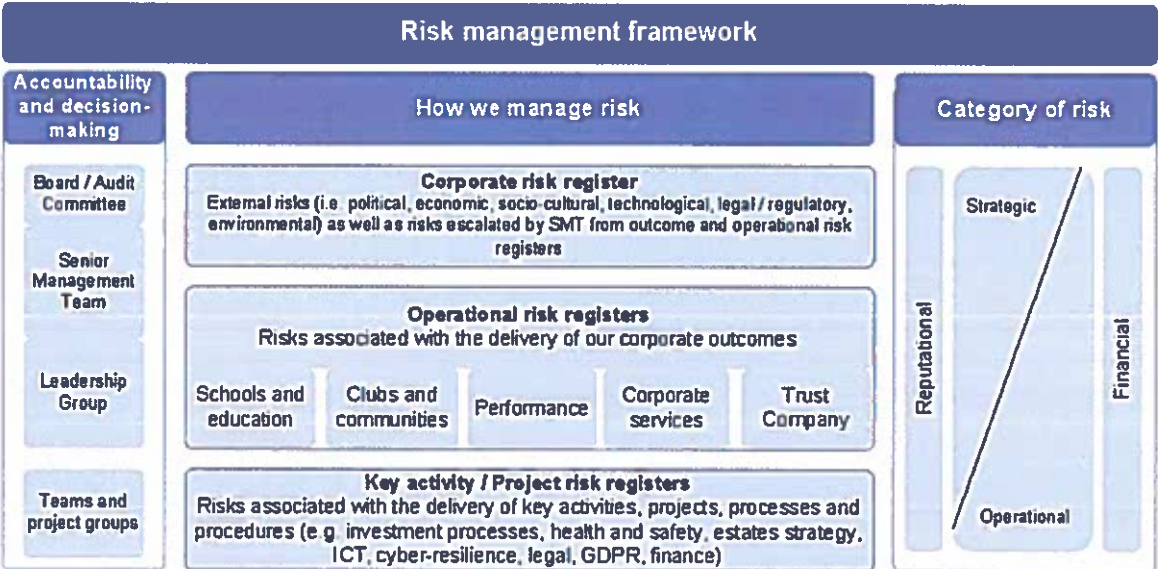 Risk management framework
Accountability
and decision-
making
How we manage risk
Category of risk
Board / Audit
Committee
Senior
Management
Team
Leadership
Group
Teams and
project groups
Corporate risk register
External risks (i.e. political, economic, socio-cultural, technological, legal / regulatory,
environmental) as well as risks escalated by SMT from outcome and operational risk
registers
Operational risk registers
Risks associated with the delivery of our corporate outcomes
Schools and
education
Clubs and
communities
Performance
Corporate
services
Trust
Company
Key activity / Project risk registers
Risks associated with the delivery of key activities, projects, processes and
procedures (e.g. investment processes, health and safety, estates strategy,
ICT, cyber-resilience, legal, GDPR, finance)
Reputational
Strategic
Operational
Financial